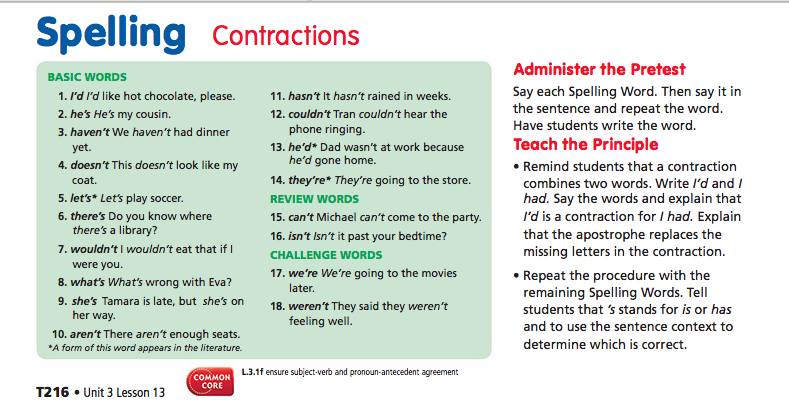 Spelling Contractions
BASIC WORDS
1. I'd I'd like hot chocolate, please.
2. he's He's my cousin.
3. haven't We haven't had dinner
yet.
4. doesn't This doesn't look like my
coat.
5. let's* Let's play soccer.
6. there's Do you know where
there's a library?
7. wouldn't I wouldn't eat that if I
were you.
8. what's What's wrong with Eva?
9. she's Tamara is late, but she's on
her way.
10. aren't There aren't enough seats.
*A form of this word appears in the literature.
11. hasn't It hasn't rained in weeks.
12. couldn't Tran couldn't hear the
phone ringing.
13. he'd* Dad wasn't at work because
he'd gone home.
14. they're* They're going to the store.
REVIEW WORDS
15. can't Michael can't come to the party.
16. isn't Isn't it past your bedtime?
CHALLENGE WORDS
17. we're We're going to the movies
later.
18. weren't They said they weren't
feeling well.
Administer the Pretest
Say each Spelling Word. Then say it in
the sentence and repeat the word.
Have students write the word.
Teach the Principle
• Remind students that a contraction
combines two words. Write I'd and I
had. Say the words and explain that
I'd is a contraction for I had. Explain
that the apostrophe replaces the
missing letters in the contraction.
• Repeat the procedure with the
remaining Spelling Words. Tell
students that 's stands for is or has
and to use the sentence context to
determine which is correct.
T216 • Unit 3 Lesson 13
COMMON
CORE
L.3.1f ensure subject-verb and pronoun-antecedent agreement